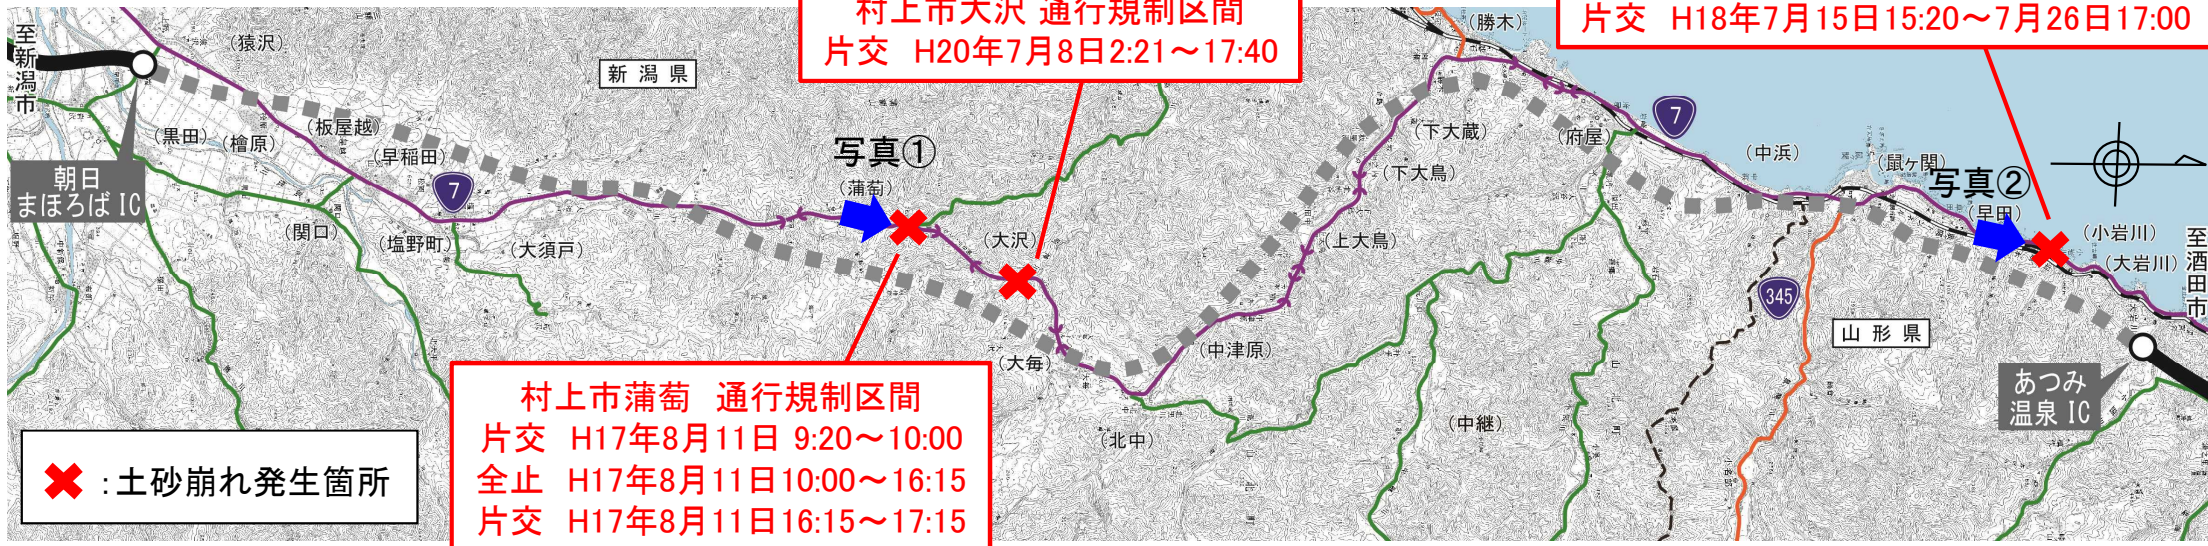 村上市大沢 通行規制区間
片交 H20年7月8日2:21～17:40
片交 H18年7月15日15:20～7月26日17:00
至新潟市
(猿沢)
新潟県
(勝木)
(黒田)
(檜原)
(板屋越)
(早稲田)
写真①
(蒲萄)
(下大蔵)
(府屋)
7
(中浜)
(鼠ヶ関)
写真②
(早田)
朝日
まほろばIC
7
(関口)
(塩野町)
(大須戸)
(大沢)
(下大鳥)
(上大鳥)
(小岩川)
(大岩川)
至酒田市
345
山形県
(大毎)
(中津原)
あつみ
温泉IC
(北中)
(中継)
村上市蒲萄 通行規制区間
片交 H17年8月11日 9:20～10:00
全止 H17年8月11日10:00～16:15
片交 H17年8月11日16:15～17:15
:土砂崩れ発生箇所